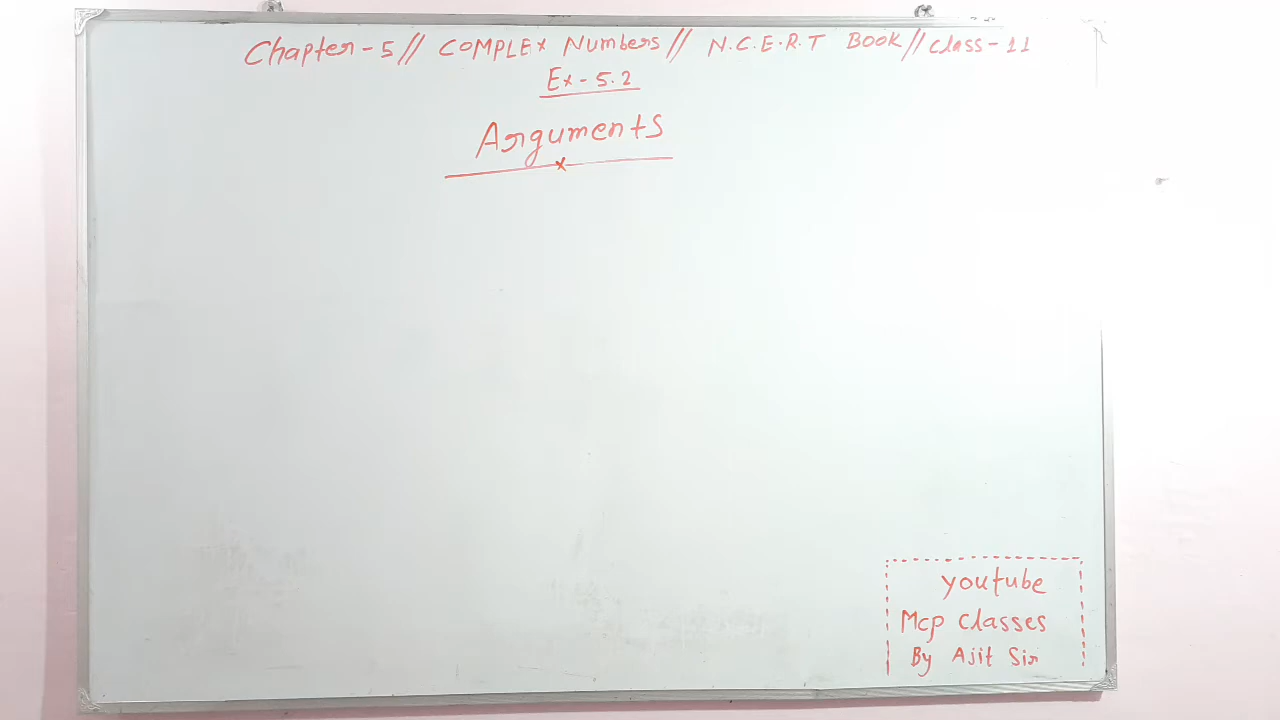 Chapter - 5 // COMPLEX Numbers // N.C.E.R.T BOOK // Class - 11
Ex - 5.2
Arguments
youtube
Mcp Classes
By Ajit Sir